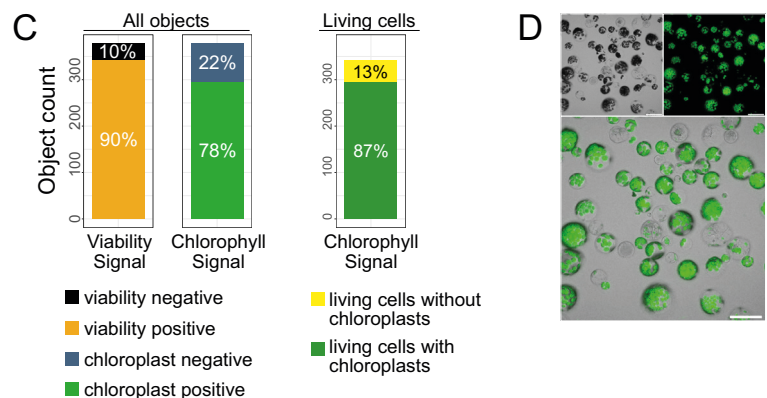 C
All objects
Living cells
D
Object count
300
200
100
0
10%
90%
22%
78%
300
200
100
0
13%
87%
Viability
Signal
Chlorophyll
Signal
Chlorophyll
Signal
viability negative
viability positive
chloroplast negative
chloroplast positive
living cells without
chloroplasts
living cells with
chloroplasts